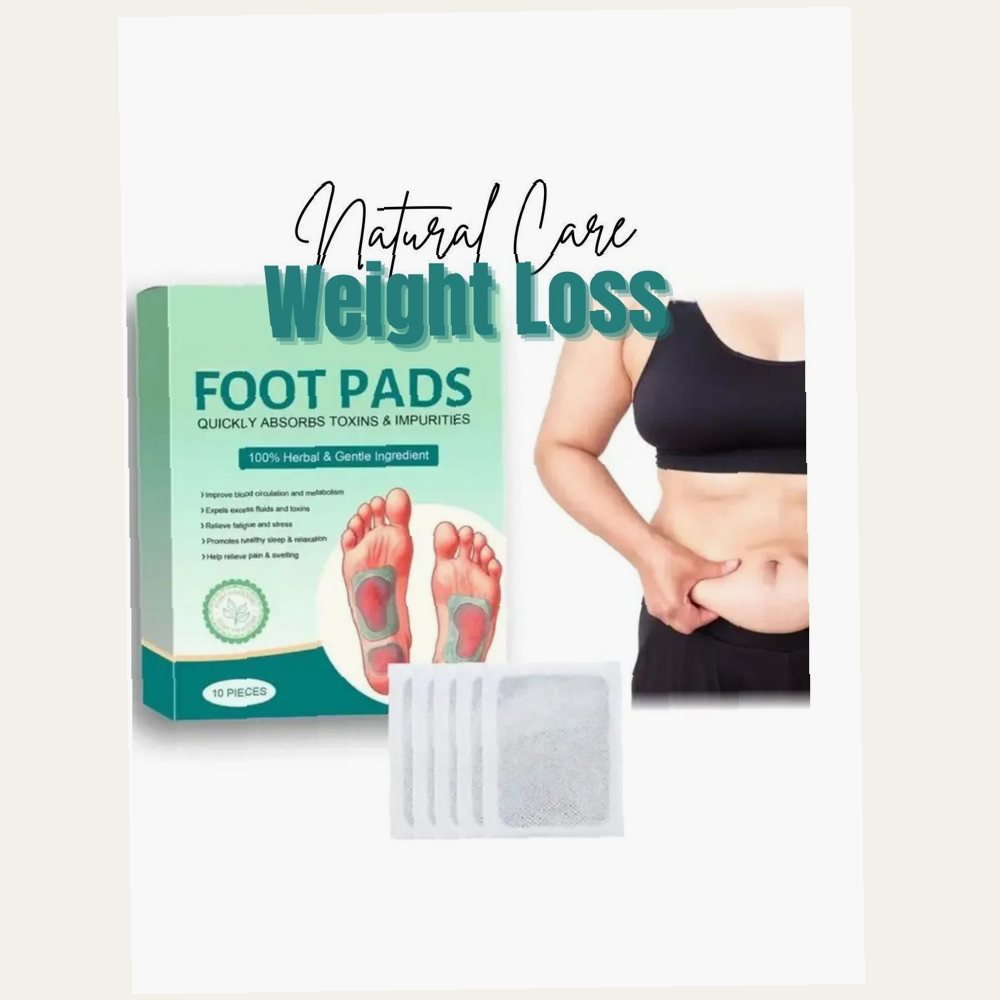 Natural Care
Weight Loss
FOOT PADS
QUICKLY ABSORBS TOXINS & IMPURITIES
100% Herbal & Gentle Ingredient
›Improve blood circulation and metabolism
›Expels excess fluids and toxins
›Relieve fatigue and stress
›Promotes healthy sleep & relaxation
›Help relieve pain & swelling
10 PIECES